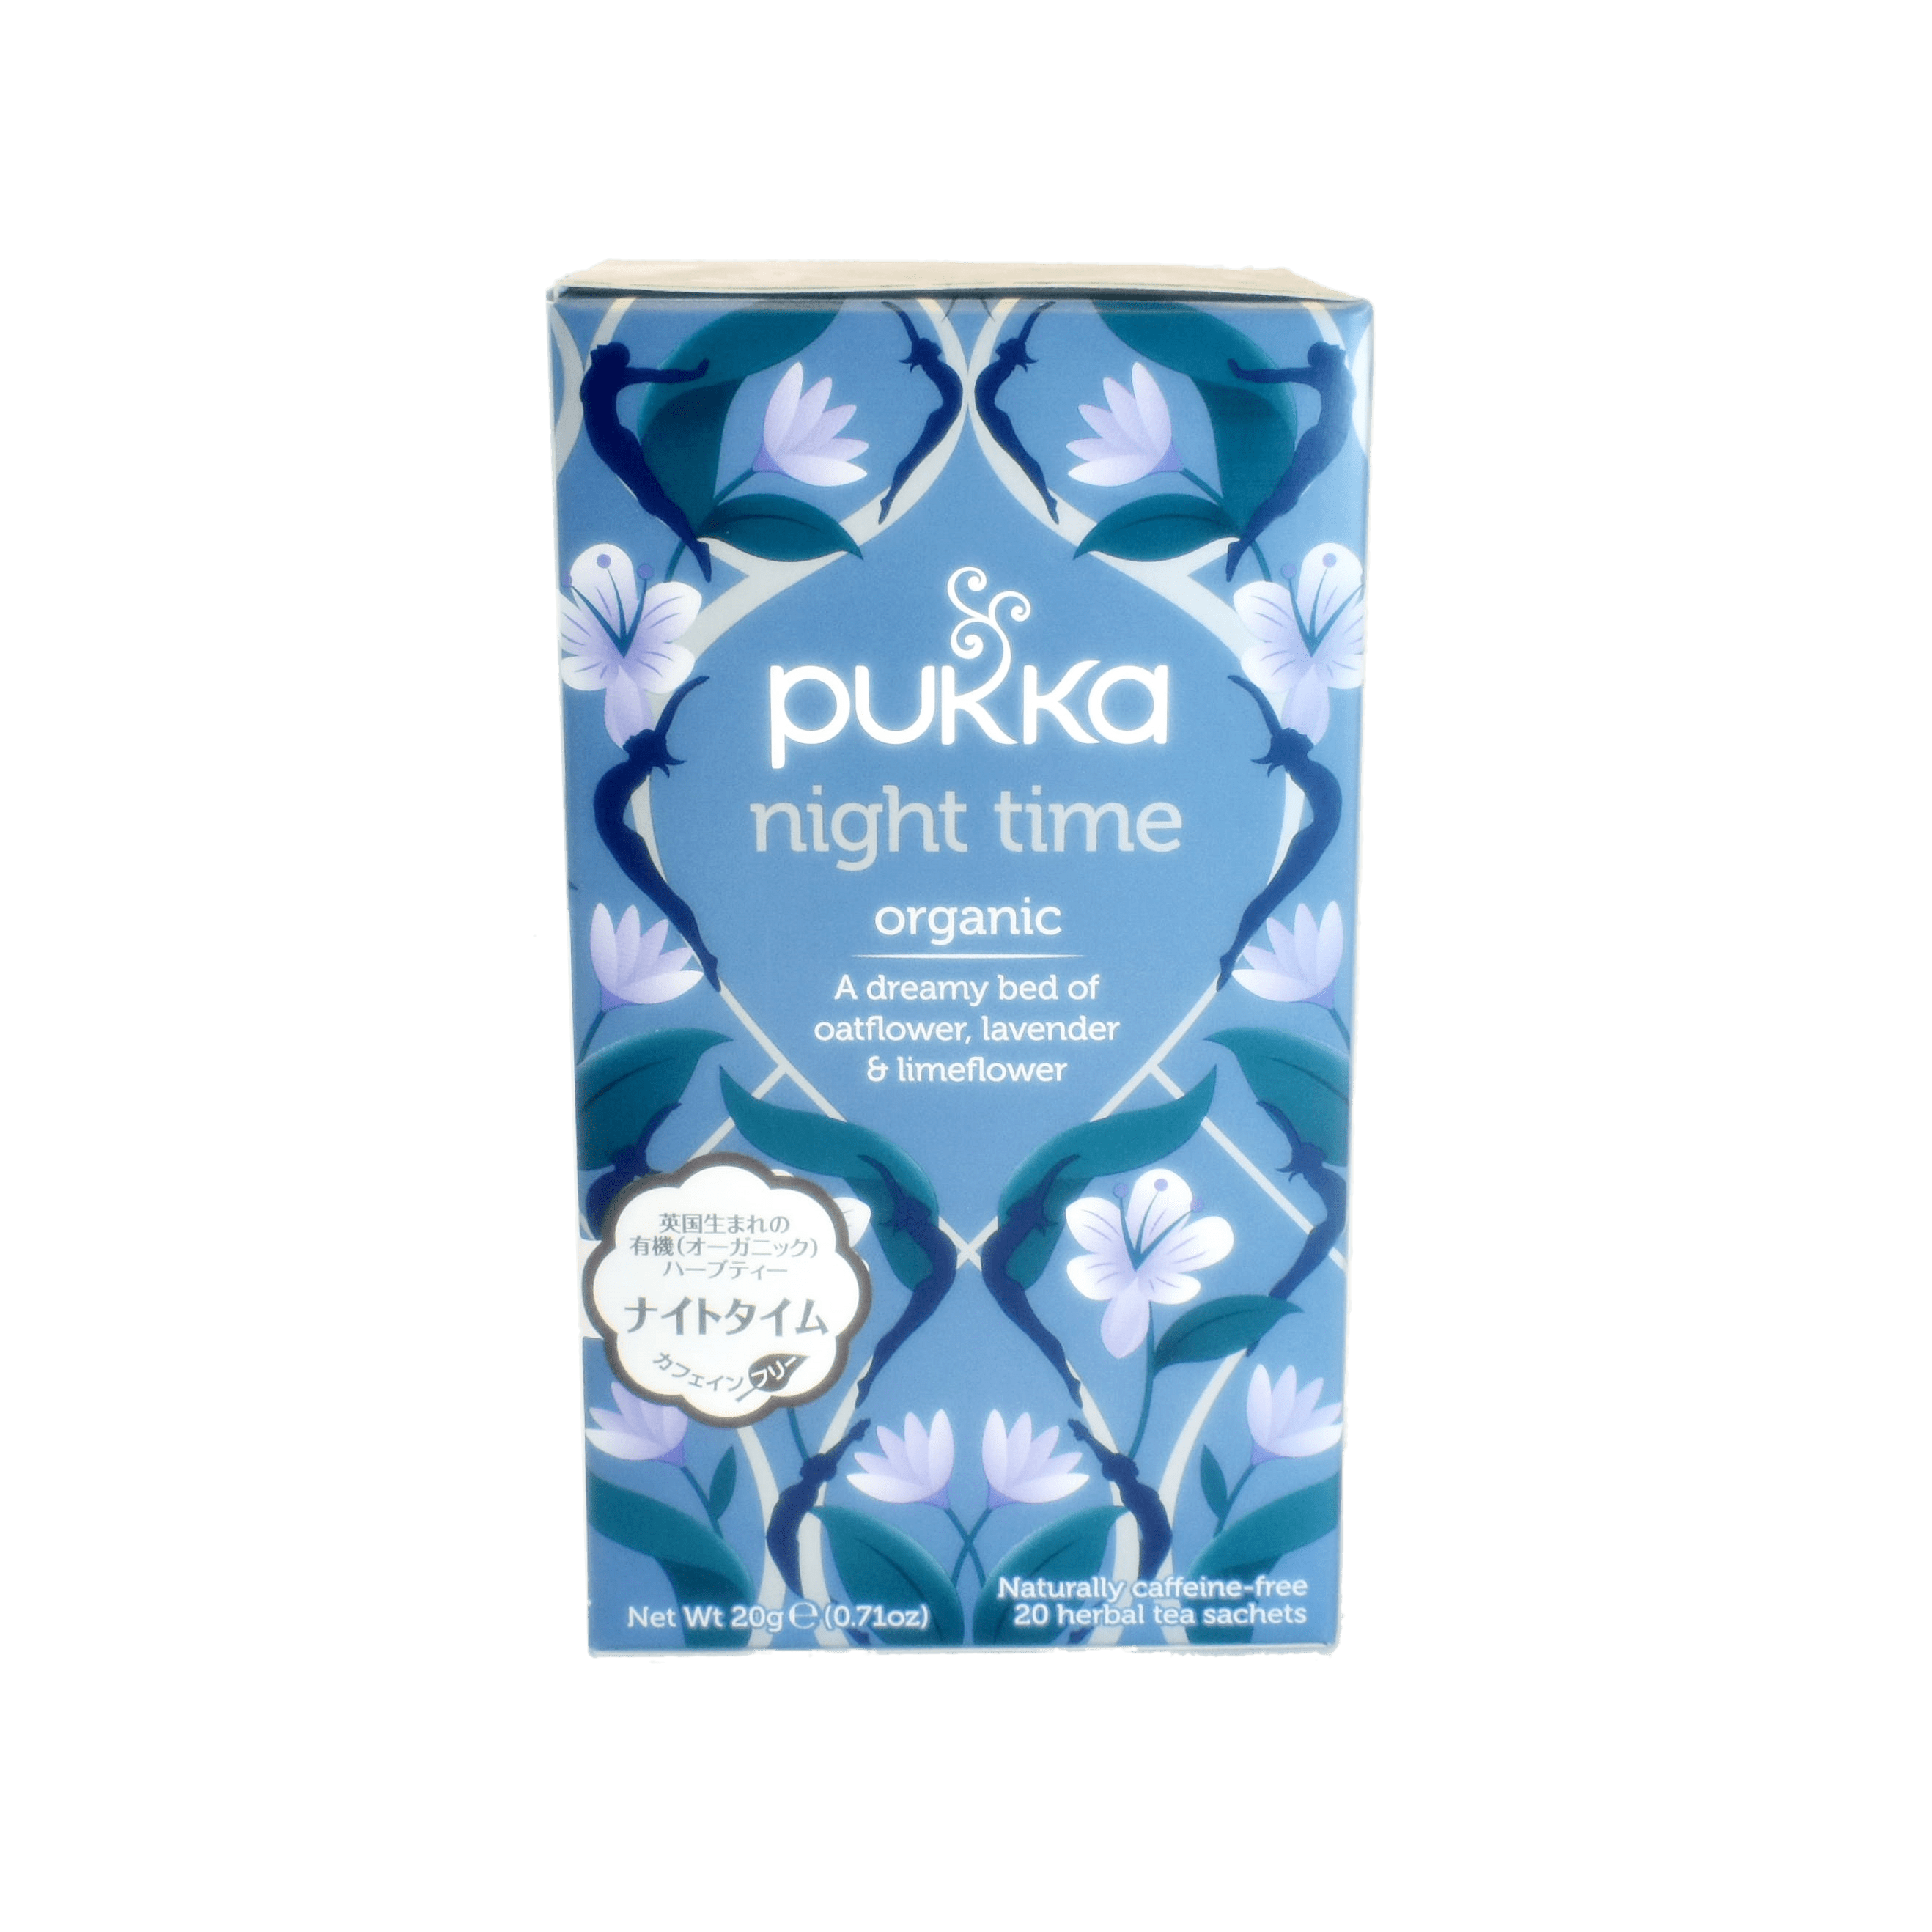 pukka
night time
organic
A dreamy bed of
oatflower, lavender
& limeflower
英国生まれの
有機(オーガニック)
ハーブティー
ナイトタイム
カフェインフリー
Naturally caffeine-free
20 herbal tea sachets
Net Wt 20g ℮ (0.71oz)